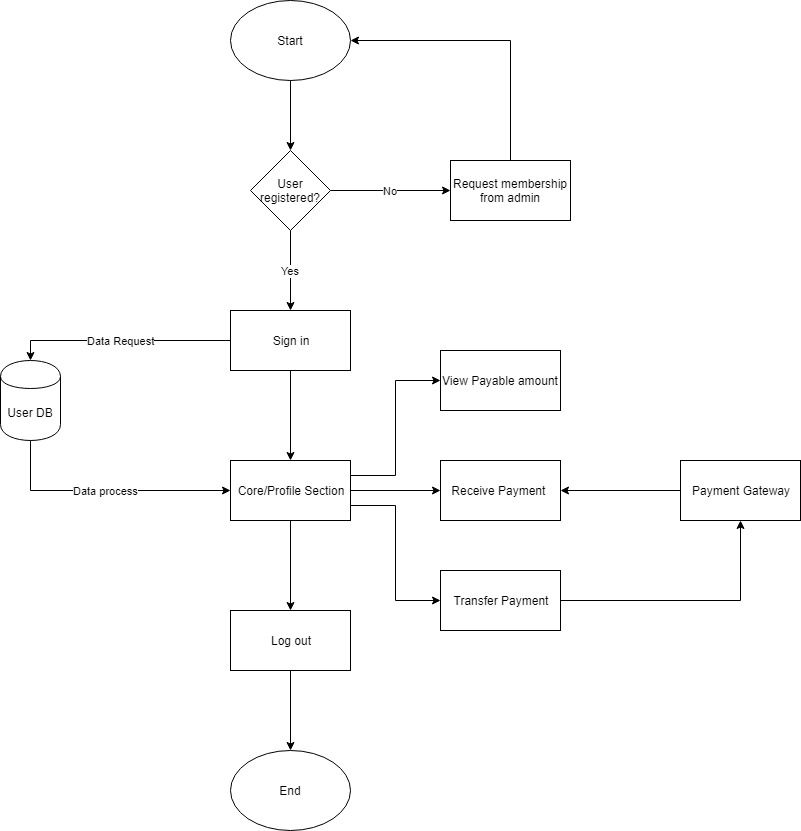 Start
User
registered?
No
Request membership
from admin
Yes
Sign in
Data Request
User DB
View Payable amount
Data process
Core/Profile Section
Receive Payment
Payment Gateway
Transfer Payment
Log out
End